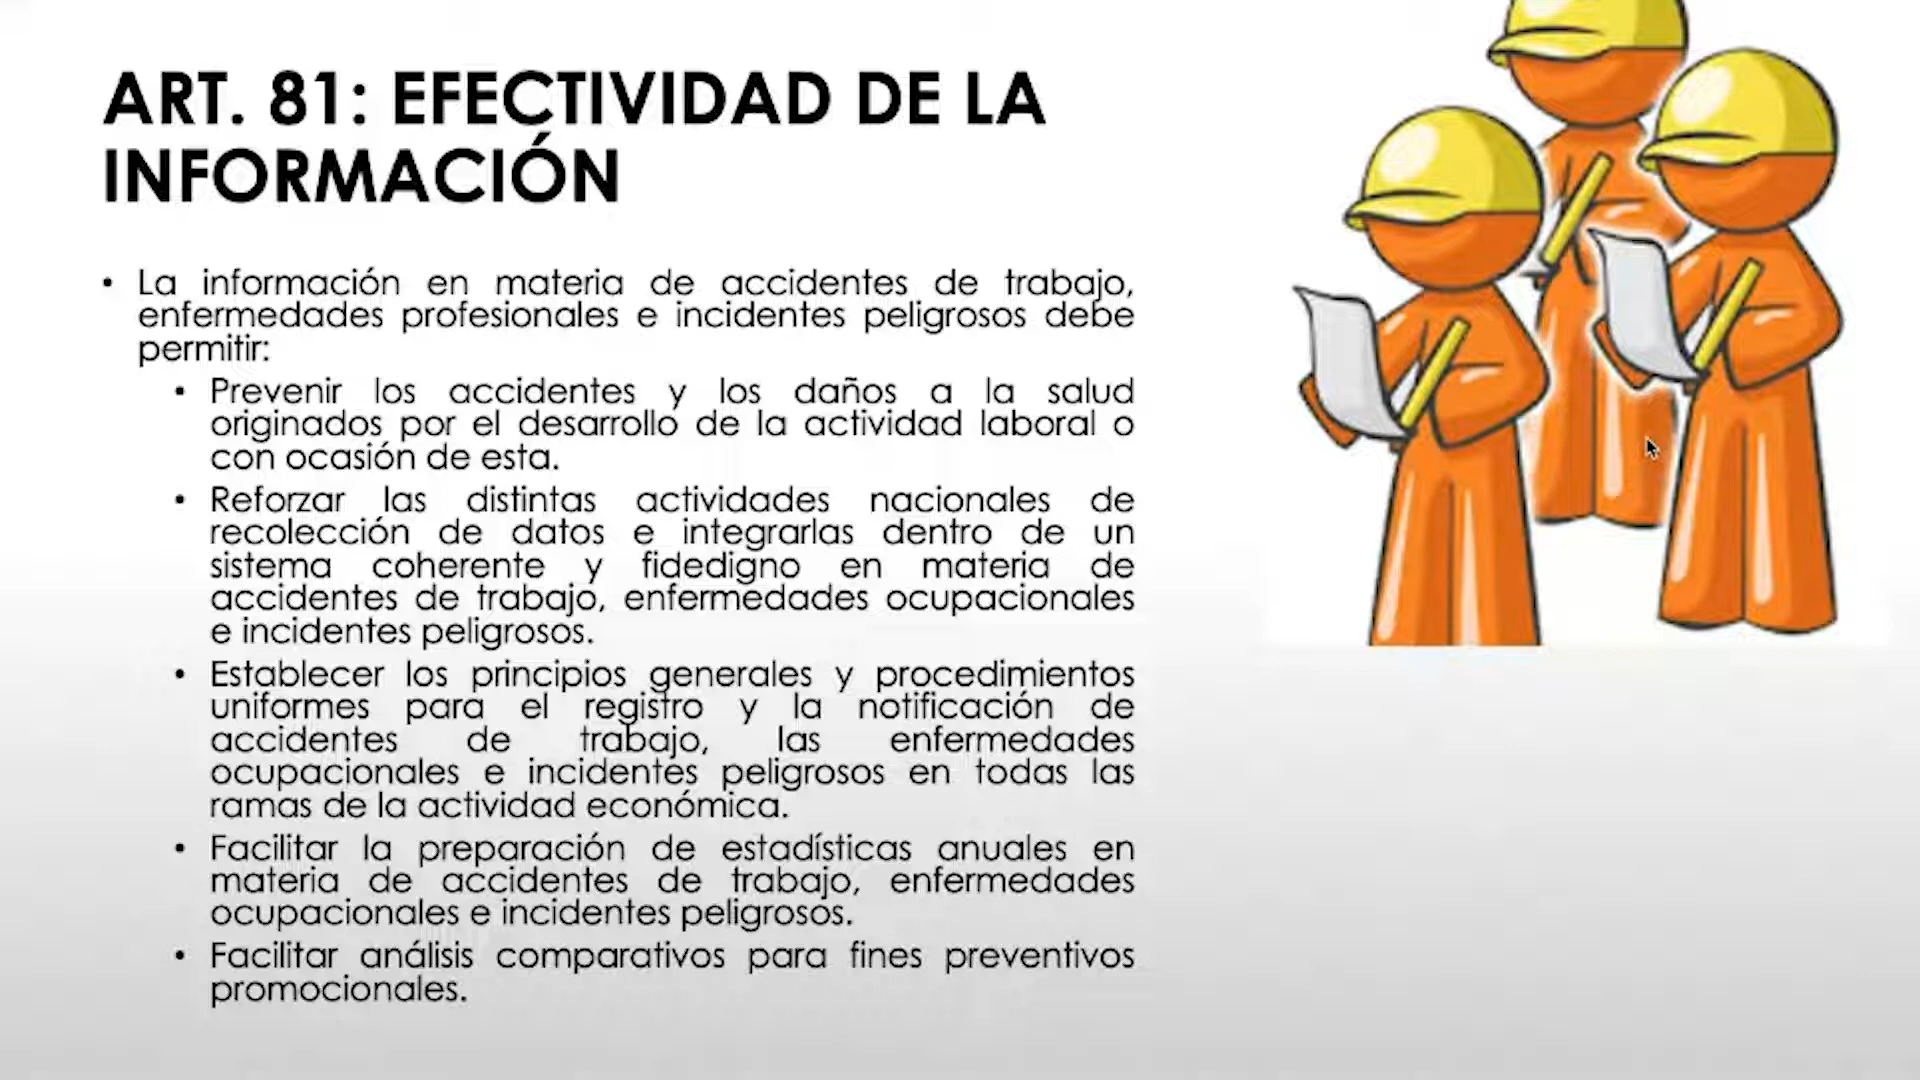 ART. 81: EFECTIVIDAD DE LA
INFORMACIÓN
• La información en materia de accidentes de trabajo,
enfermedades profesionales e incidentes peligrosos debe
permitir:
• Prevenir los accidentes y los daños a la salud
originados por el desarrollo de la actividad laboral o
con ocasión de esta.
• Reforzar las distintas actividades nacionales de
recolección de datos e integrarlas dentro de un
sistema coherente y fidedigno en materia de
accidentes de trabajo, enfermedades ocupacionales
e incidentes peligrosos.
• Establecer los principios generales y procedimientos
uniformes para el registro y la notificación de
accidentes de trabajo, las enfermedades
ocupacionales e incidentes peligrosos en todas las
ramas de la actividad económica.
• Facilitar la preparación de estadísticas anuales en
materia de accidentes de trabajo, enfermedades
ocupacionales e incidentes peligrosos.
• Facilitar análisis comparativos para fines preventivos
promocionales.